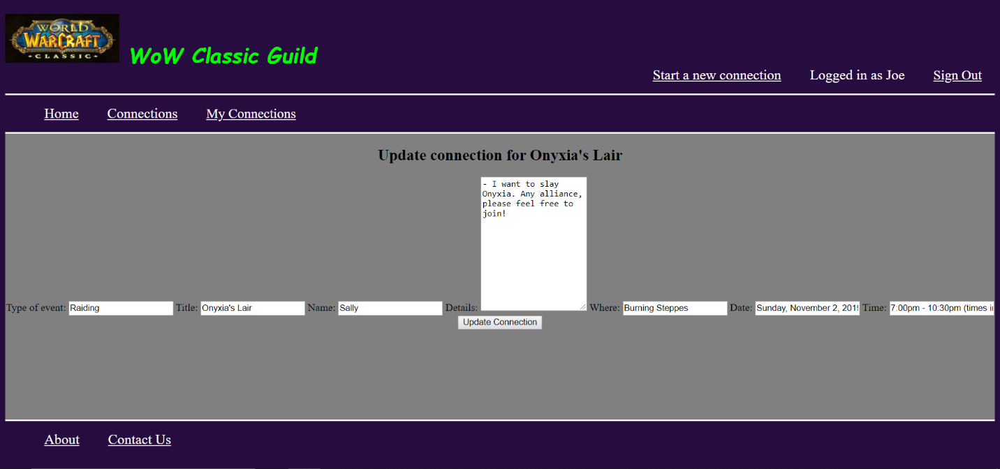 WORLD
WARCRAFT
CLASSIC
WoW Classic Guild
Start a new connection Logged in as Joe Sign Out
Home Connections My Connections
Update connection for Onyxia's Lair
- I want to slay
Onyxia. Any alliance,
please feel free to
join!
Type of event: Raiding Title: Onyxia's Lair Name: Sally Details: Where: Burning Steppes Date: Sunday, November 2, 2019 Time: 7:00pm - 10:30pm (times i
Update Connection
About Contact Us